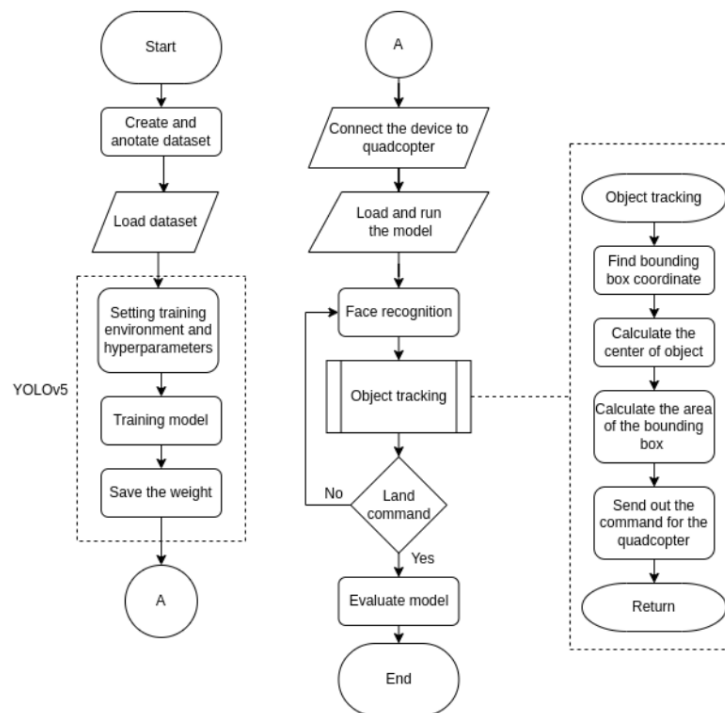 Start
Create and
anotate dataset
Load dataset
YOLOv5
Setting training
environment and
hyperparameters
Training model
Save the weight
A
A
Connect the device to
quadcopter
Load and run
the model
Face recognition
Object tracking
No
Land
command
Yes
Evaluate model
End
Object tracking
Find bounding
box coordinate
Calculate the
center of object
Calculate the area
of the bounding
box
Send out the
command for the
quadcopter
Return